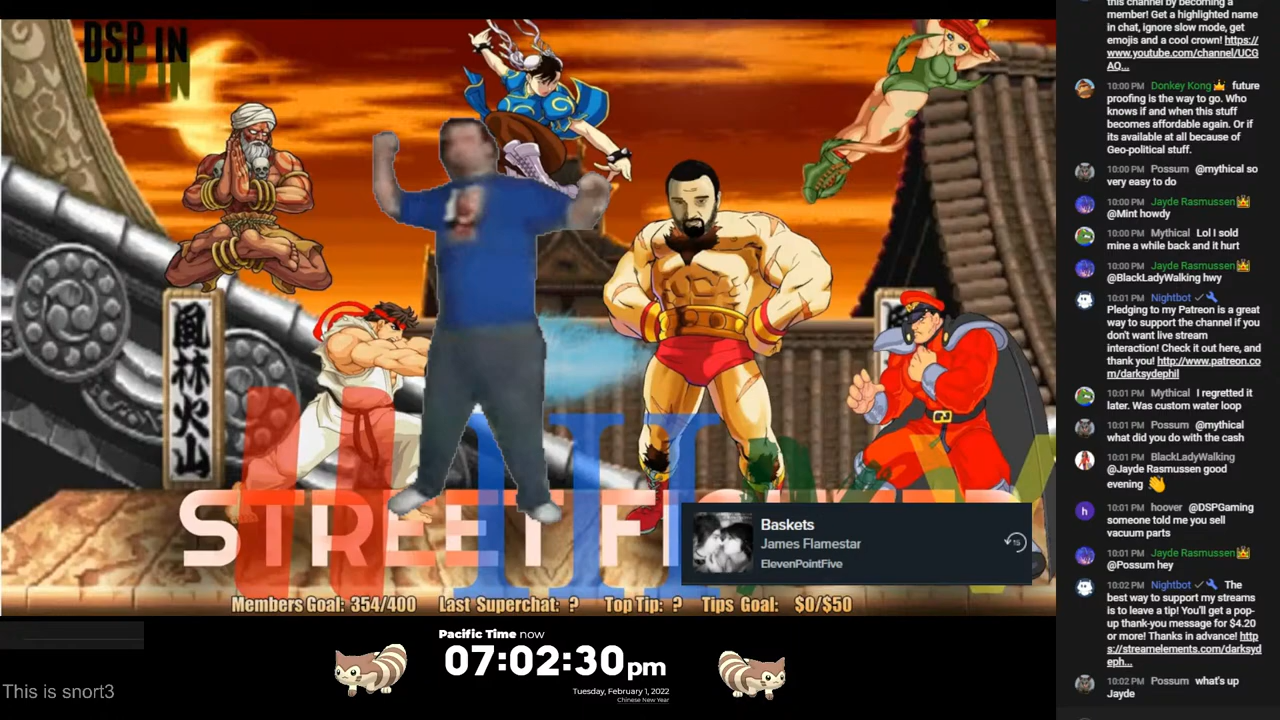 DSP IN
風林火山
STREET FI
Members Goal: 354/400 Last Superchat: ? Top Tip: ? Tips Goal: $0/$50
Baskets
James Flamestar
ElevenPointFive
15
Pacific Time now
07:02:30pm
Tuesday, February 1, 2022
Chinese New Year
This is snort3
this channel by becoming a
member! Get a highlighted name
in chat, ignore slow mode, get
emojis and a cool crown! https://
www.youtube.com/channel/UCG
AQ...
10:00 PM Donkey Kong future
proofing is the way to go. Who
knows if and when this stuff
becomes affordable again. Or if
its available at all because of
Geo-political stuff.
10:00 PM Possum @mythical so
very easy to do
10:00 PM Jayde Rasmussen
@Mint howdy
10:00 PM Mythical Lol I sold
mine a while back and it hurt
10:00 PM Jayde Rasmussen
@BlackLadyWalking hwy
10:01 PM Nightbot
Pledging to my Patreon is a great
way to support the channel if you
don't want live stream
interaction! Check it out here, and
thank you! http://www.patreon.co
m/darksydephil
10:01 PM Mythical I regretted it
later. Was custom water loop
10:01 PM Possum @mythical
what did you do with the cash
10:01 PM BlackLadyWalking
@Jayde Rasmussen good
evening 👋
h
10:01 PM hoover @DSPGaming
someone told me you sell
vacuum parts
10:01 PM Jayde Rasmussen
@Possum hey
10:02 PM Nightbot The
best way to support my streams
is to leave a tip! You'll get a pop-
up thank-you message for $4.20
or more! Thanks in advance! http
s://streamelements.com/darksyd
eph...
10:02 PM Possum what's up
Jayde